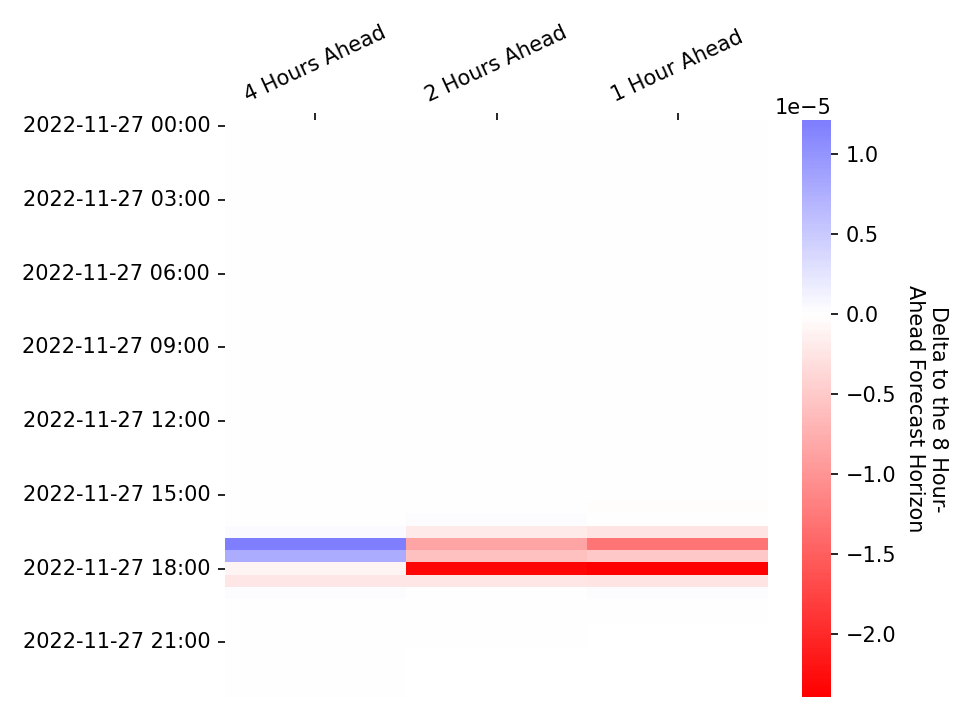 4 Hours Ahead
2 Hours Ahead
1 Hour Ahead
1e−5
2022-11-27 00:00
2022-11-27 03:00
2022-11-27 06:00
2022-11-27 09:00
2022-11-27 12:00
2022-11-27 15:00
2022-11-27 18:00
2022-11-27 21:00
1.0
0.5
0.0
−0.5
−1.0
−1.5
−2.0
Delta to the 8 Hour-
Ahead Forecast Horizon